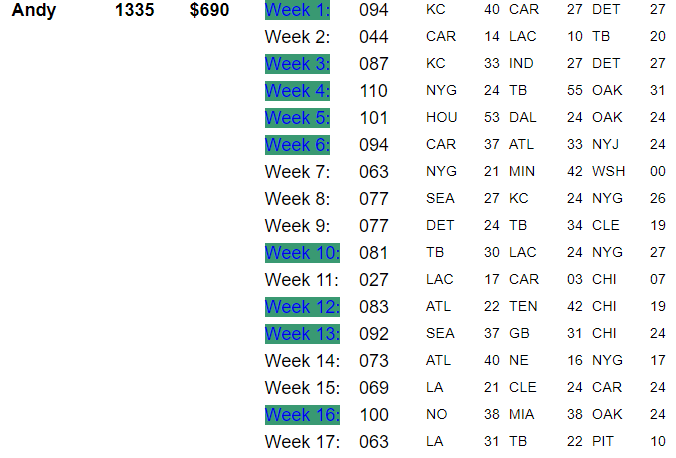 Andy 1335 $690 Week 1: 094 KC 40 CAR 27 DET 27
Week 2: 044 CAR 14 LAC 10 TB 20
Week 3: 087 KC 33 IND 27 DET 27
Week 4: 110 NYG 24 TB 55 OAK 31
Week 5: 101 HOU 53 DAL 24 OAK 24
Week 6: 094 CAR 37 ATL 33 NYJ 24
Week 7: 063 NYG 21 MIN 42 WSH 00
Week 8: 077 SEA 27 KC 24 NYG 26
Week 9: 077 DET 24 TB 34 CLE 19
Week 10: 081 TB 30 LAC 24 NYG 27
Week 11: 027 LAC 17 CAR 03 CHI 07
Week 12: 083 ATL 22 TEN 42 CHI 19
Week 13: 092 SEA 37 GB 31 CHI 24
Week 14: 073 ATL 40 NE 16 NYG 17
Week 15: 069 LA 21 CLE 24 CAR 24
Week 16: 100 NO 38 MIA 38 OAK 24
Week 17: 063 LA 31 TB 22 PIT 10